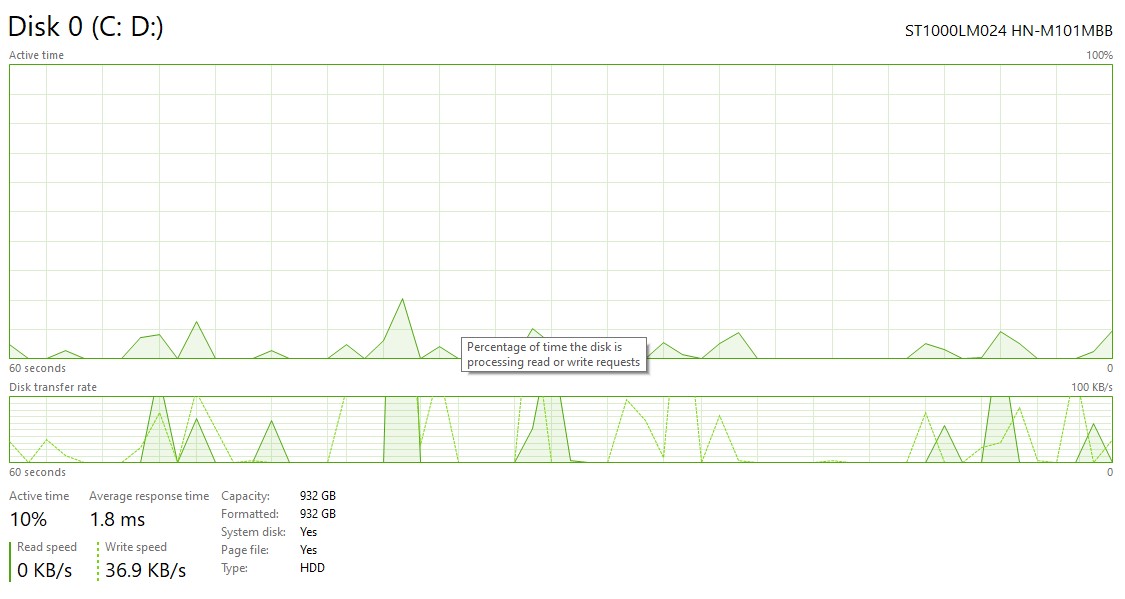 Disk 0 (C: D:)
ST1000LM024 HN-M101MBB
Active time
100%
Percentage of time the disk is
processing read or write requests
60 seconds
0
Disk transfer rate
100 KB/s
60 seconds
0
Active time
10%
Average response time
1.8 ms
Read speed
0 KB/s
Write speed
36.9 KB/s
Capacity: 932 GB
Formatted: 932 GB
System disk: Yes
Page file: Yes
Type: HDD